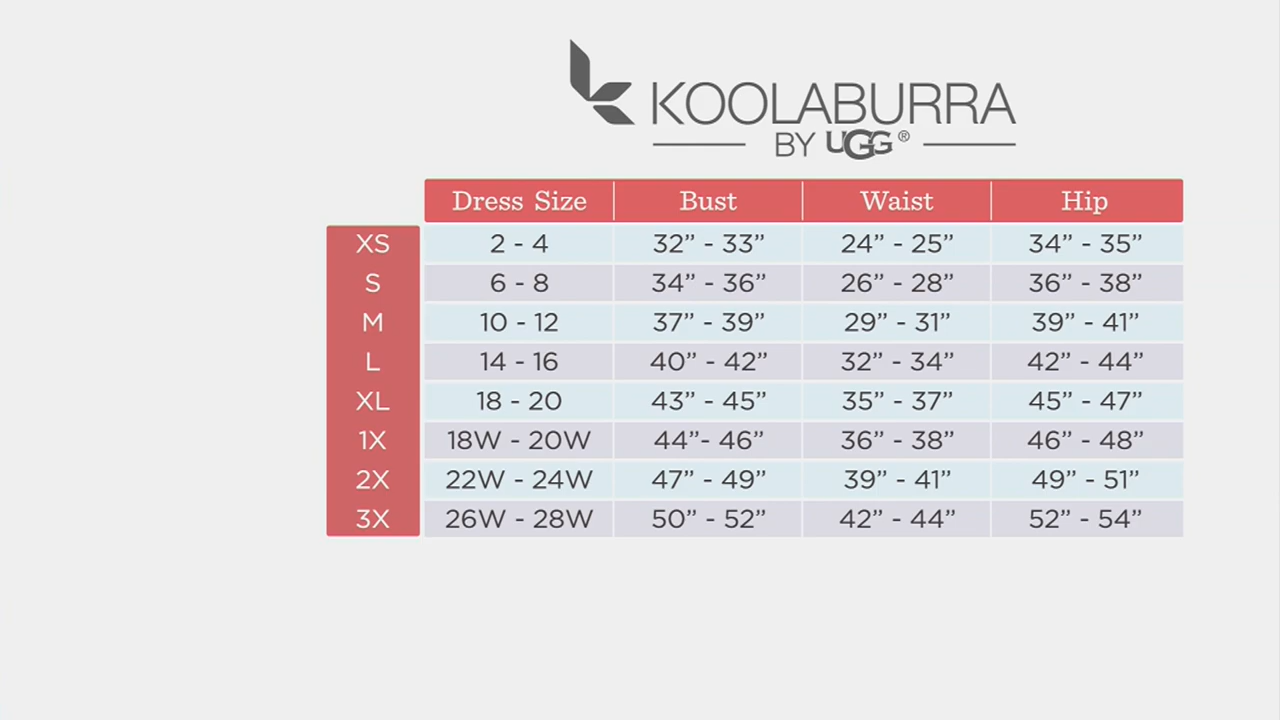 KOOLABURRA
BY UGG®
Dress Size Bust Waist Hip
XS 2 - 4 32” - 33” 24” - 25” 34” - 35”
S 6 - 8 34” - 36” 26” - 28” 36” - 38”
M 10 - 12 37” - 39” 29” - 31” 39” - 41”
L 14 - 16 40” - 42” 32” - 34” 42” - 44”
XL 18 - 20 43” - 45” 35” - 37” 45” - 47”
1X 18W - 20W 44”- 46” 36” - 38” 46” - 48”
2X 22W - 24W 47” - 49” 39” - 41” 49” - 51”
3X 26W - 28W 50” - 52” 42” - 44” 52” - 54”